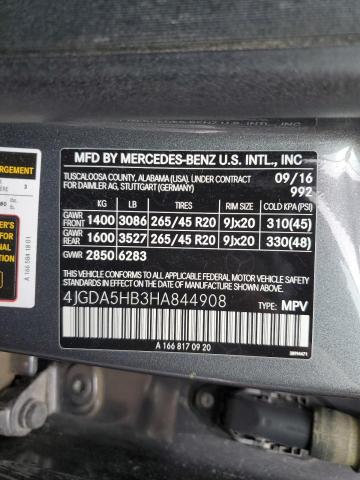 ARGEMENT
3
MFD BY MERCEDES-BENZ U.S. INTL., INC
TUSCALOOSA COUNTY, ALABAMA (USA). UNDER CONTRACT
FOR DAIMLER AG, STUTTGART (GERMANY)
09/16
992
KG LB TIRES RIMS COLD KPA(PSI)
GAWR FRONT 1400 3086 265/45 R20 9Jx20 310(45)
GAWR REAR 1600 3527 265/45 R20 9Jx20 330(48)
GVWR 2850 6283
THIS VEHICLE CONFORMS TO ALL APPLICABLE U.S. FEDERAL MOTOR VEHICLE
SAFETY STANDARDS IN EFFECT ON THE DATE OF MANUFACTURE SHOWN ABOVE.
4JGDA5HB3HA844908 TYPE: MPV
A 166 817 09 20
A 166 584 18 01